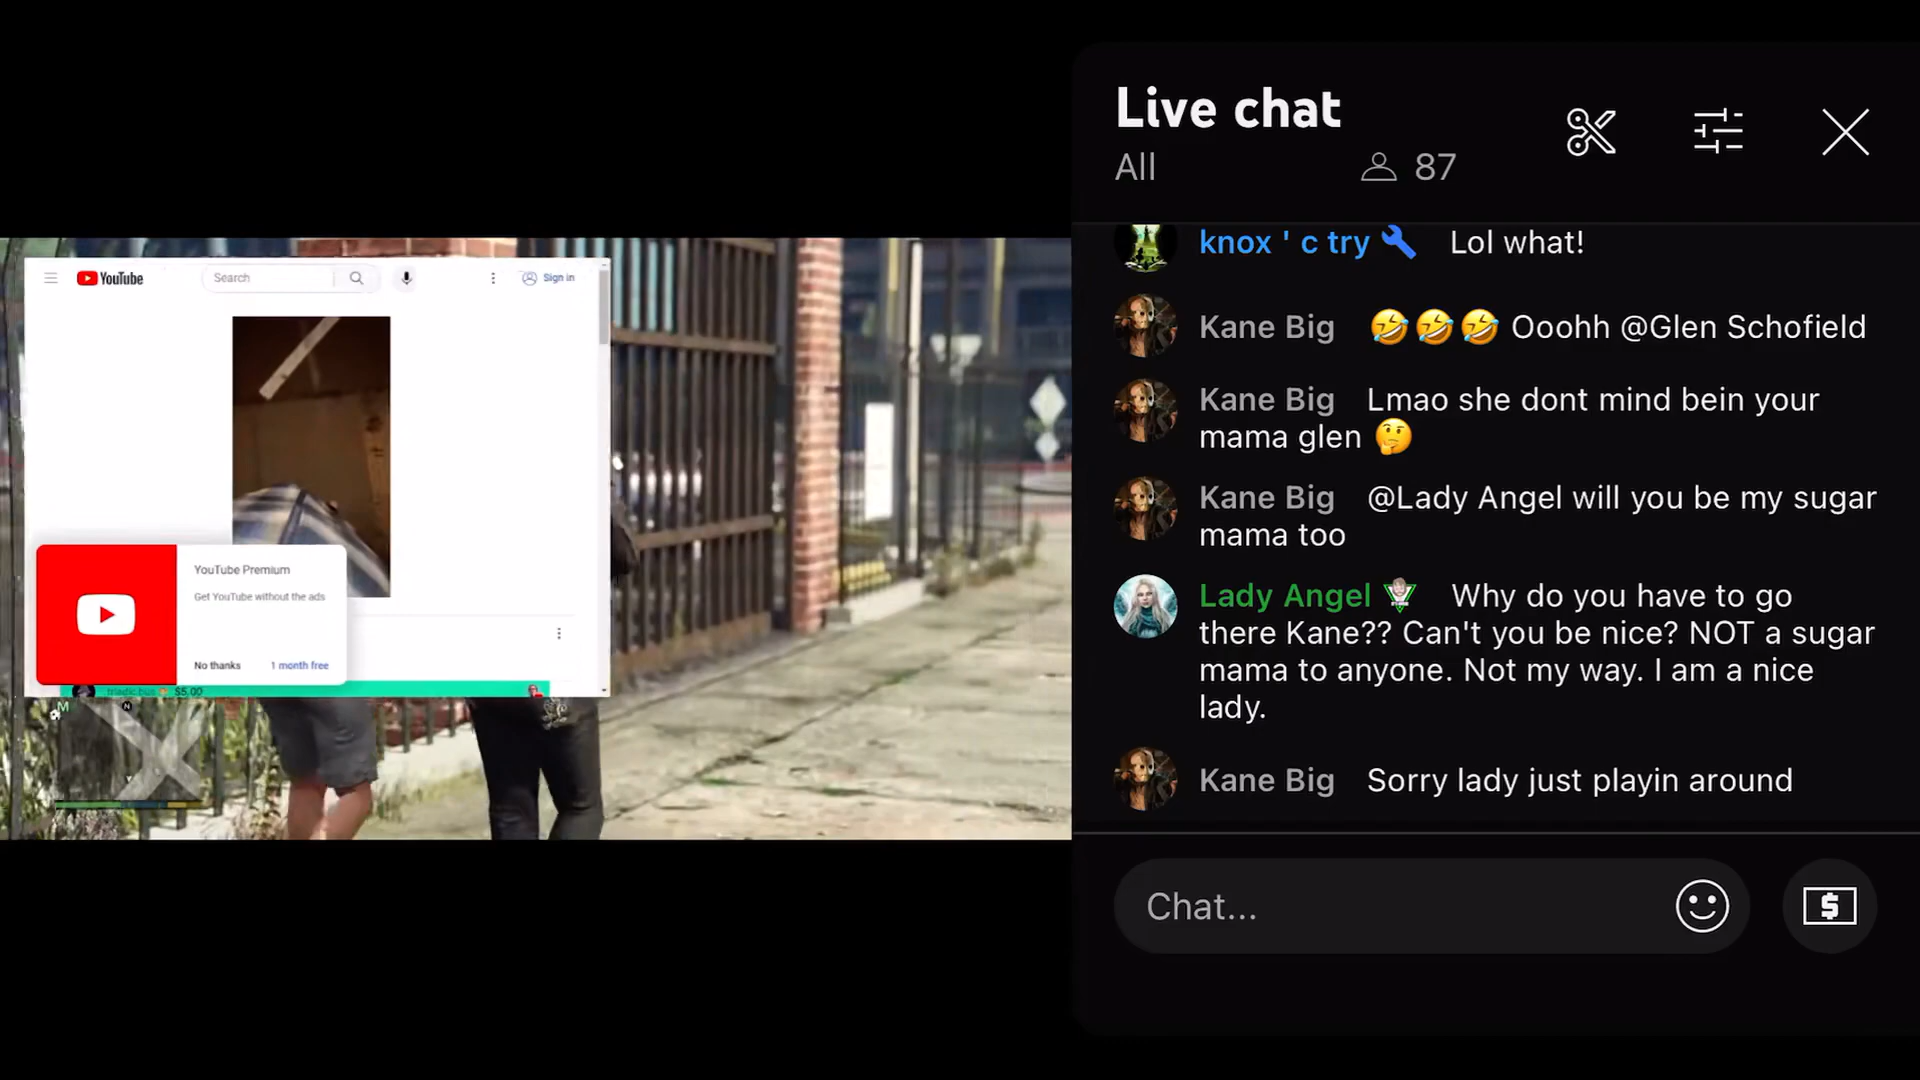 Live chat
All 87
knox ' c try Lol what!
Kane Big 🤣🤣🤣 Ooohh @Glen Schofield
Kane Big Lmao she dont mind bein your
mama glen 🤔
Kane Big @Lady Angel will you be my sugar
mama too
Lady Angel Why do you have to go
there Kane?? Can't you be nice? NOT a sugar
mama to anyone. Not my way. I am a nice
lady.
Kane Big Sorry lady just playin around
Chat...
YouTube
Search
Sign in
YouTube Premium
Get YouTube without the ads
No thanks 1 month free
$5.00
M
N